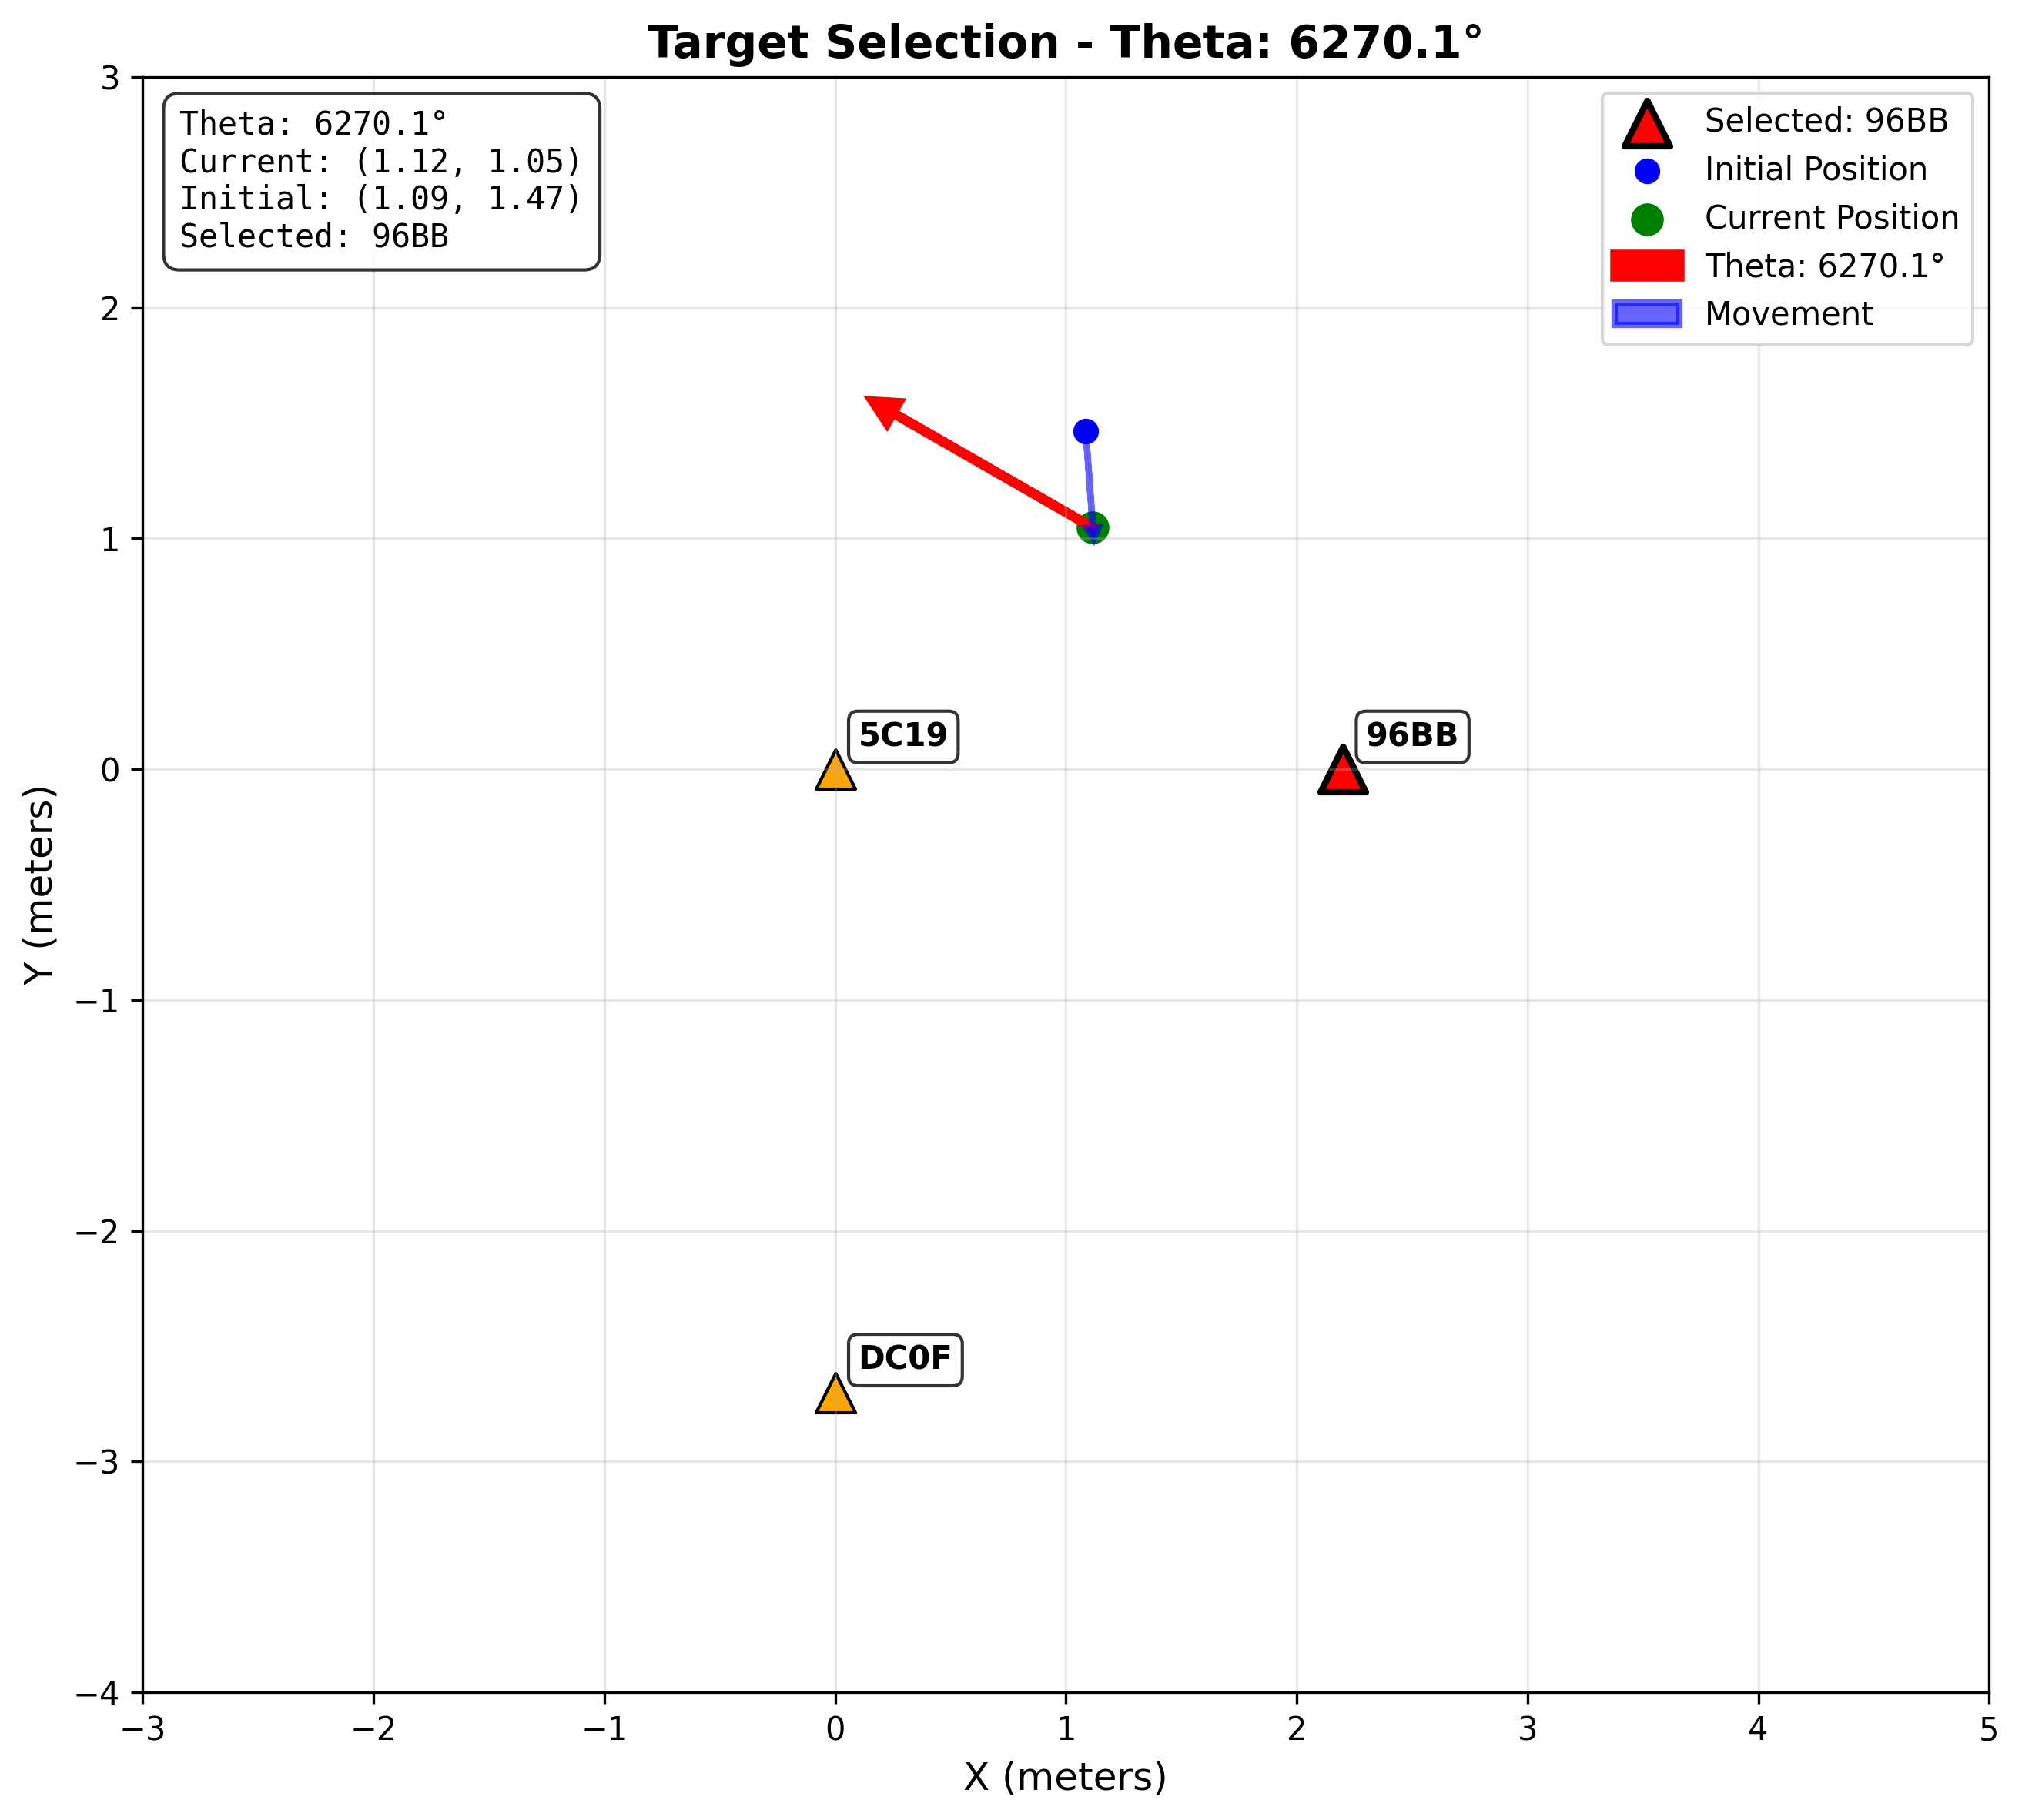 Target Selection - Theta: 6270.1°
Theta: 6270.1°
Current: (1.12, 1.05)
Initial: (1.09, 1.47)
Selected: 96BB
Selected: 96BB
Initial Position
Current Position
Theta: 6270.1°
Movement
3
2
1
0
−1
−2
−3
−4
Y (meters)
5C19
96BB
DC0F
−3
−2
−1
0
1
2
3
4
5
X (meters)